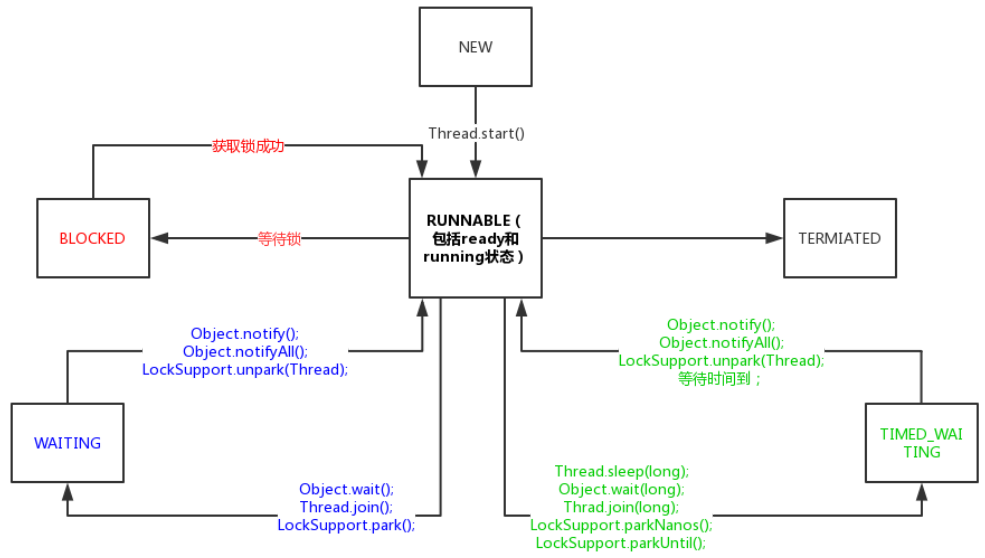 NEW
Thread.start()
获取锁成功
BLOCKED
等待锁
RUNNABLE（
包括ready和
running状态）
TERMIATED
Object.notify();
Object.notifyAll();
LockSupport.unpark(Thread);
Object.notify();
Object.notifyAll();
LockSupport.unpark(Thread);
等待时间到；
WAITING
TIMED_WAI
TING
Object.wait();
Thread.join();
LockSupport.park();
Thread.sleep(long);
Object.wait(long);
Thrad.join(long);
LockSupport.parkNanos();
LockSupport.parkUntil();